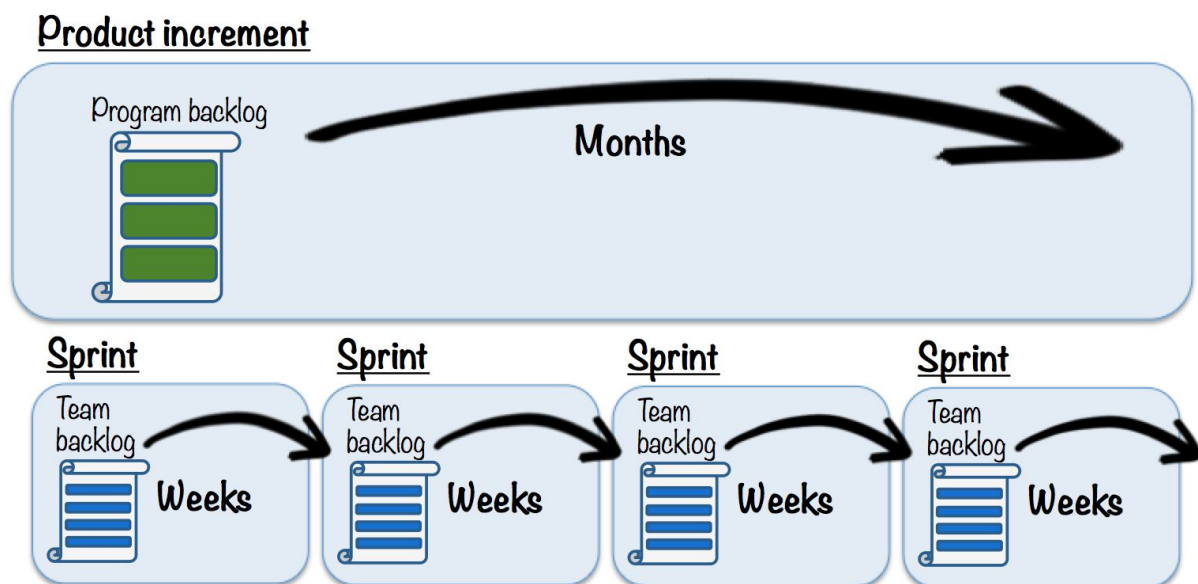 Product increment
Program backlog
Months
Sprint
Sprint
Sprint
Sprint
Team
backlog
Weeks
Team
backlog
Weeks
Team
backlog
Weeks
Team
backlog
Weeks